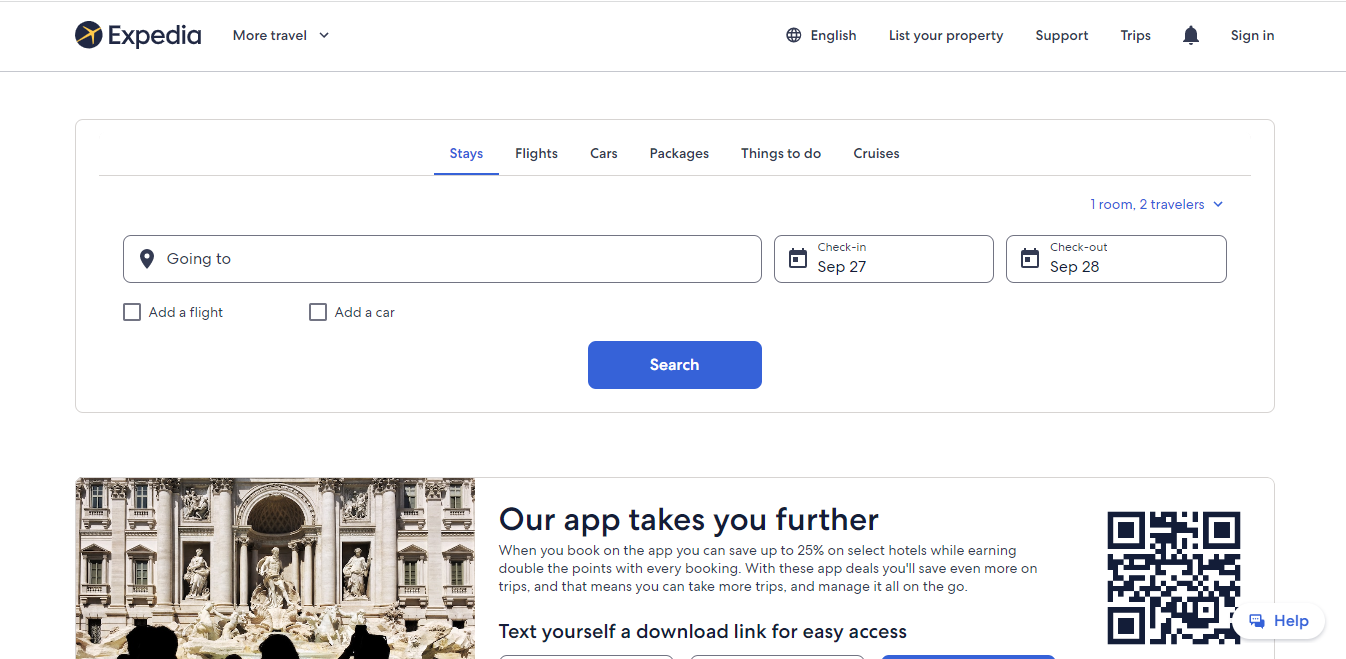 Expedia
More travel
English
List your property
Support
Trips
Sign in
Stays
Flights
Cars
Packages
Things to do
Cruises
1 room, 2 travelers
Going to
Check-in
Sep 27
Check-out
Sep 28
Add a flight
Add a car
Search
Our app takes you further
When you book on the app you can save up to 25% on select hotels while earning
double the points with every booking. With these app deals you'll save even more on
trips, and that means you can take more trips, and manage it all on the go.
Text yourself a download link for easy access
Help